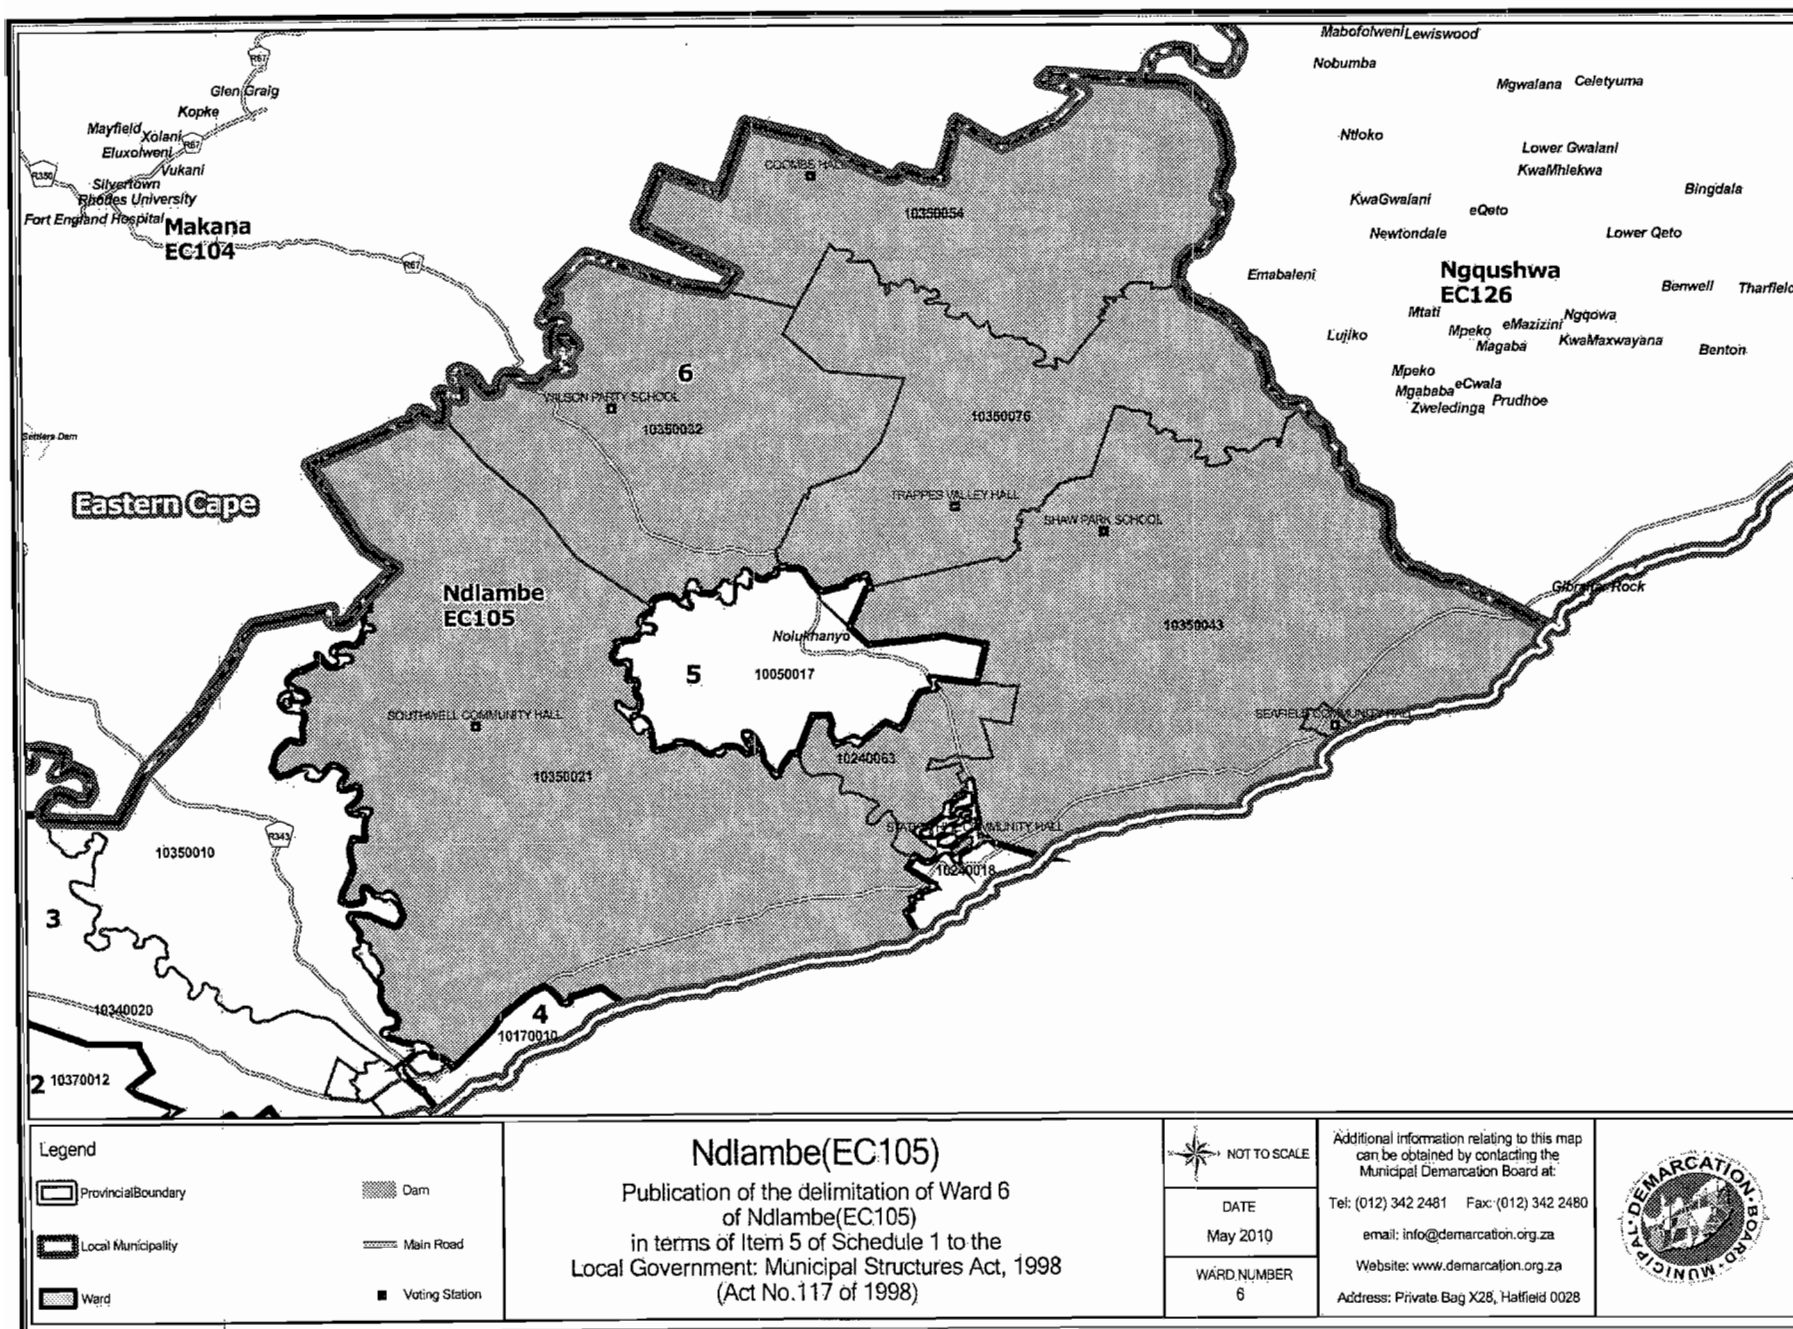 Mabofolweni Lewiswood
Nobumba
Mgwalana Celetyuma
R67
Glen Graig
Kopke
Mayfield
Xolani
R67
Eluxolweni
Vukani
R350
Silvertown
Rhodes University
Fort England Hospital
Makana
EC104
R67
COOMBS HALL
10350054
Ntloko
Lower Gwalani
KwaMhlekwa
Bingdala
KwaGwalani
eQeto
Newtondale
Lower Qeto
Emabaleni
Ngqushwa
EC126
Benwell
Tharfield
Mtati
Ngqowa
eMazizini
Mpeko
Lujiko
KwaMaxwayana
Magaba
Benton
Mpeko
eCwala
Mgababa
Prudhoe
Zweledinga
6
WILSON PARTY SCHOOL
10350032
10350076
Settlers Dam
Eastern Cape
TRAPPES VALLEY HALL
SHAW PARK SCHOOL
Ndlambe
EC105
Gibraltar Rock
10350043
Nolukhanyo
5
10050017
SOUTHWELL COMMUNITY HALL
SEAFIELD COMMUNITY HALL
10240063
10350021
COMMUNITY HALL
R343
10350010
10240018
3
10340020
4
10170010
2
10370012
Legend
ProvincialBoundary
Dam
Local Municipality
Main Road
Ward
Voting Station
Ndlambe(EC105)
Publication of the delimitation of Ward 6
of Ndlambe(EC105)
in terms of Item 5 of Schedule 1 to the
Local Government: Municipal Structures Act, 1998
(Act No.117 of 1998)
NOT TO SCALE
DATE
May 2010
WARD NUMBER
6
Additional information relating to this map
can be obtained by contacting the
Municipal Demarcation Board at:
Tel: (012) 342 2481 Fax: (012) 342 2480
email: info@demarcation.org.za
Website: www.demarcation.org.za
Address: Private Bag X28, Hatfield 0028
MUNICIPAL DEMARCATION BOARD